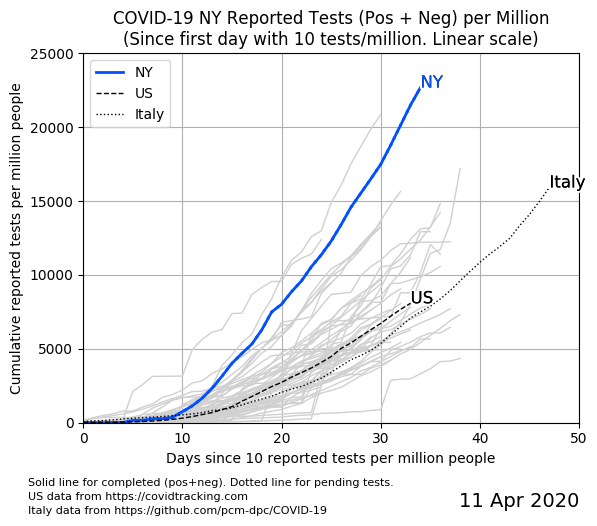 COVID-19 NY Reported Tests (Pos + Neg) per Million
(Since first day with 10 tests/million. Linear scale)
Cumulative reported tests per million people
25000
20000
15000
10000
5000
0
NY
US
Italy
NY
Italy
US
0 10 20 30 40 50
Days since 10 reported tests per million people
Solid line for completed (pos+neg). Dotted line for pending tests.
US data from https://covidtracking.com
Italy data from https://github.com/pcm-dpc/COVID-19
11 Apr 2020